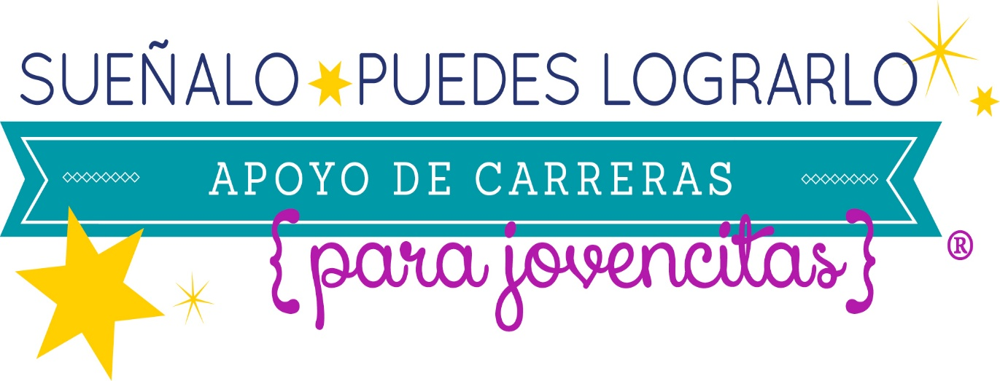 SUEÑALO PUEDES LOGRARLO
APOYO DE CARRERAS
{para jovencitas}
®